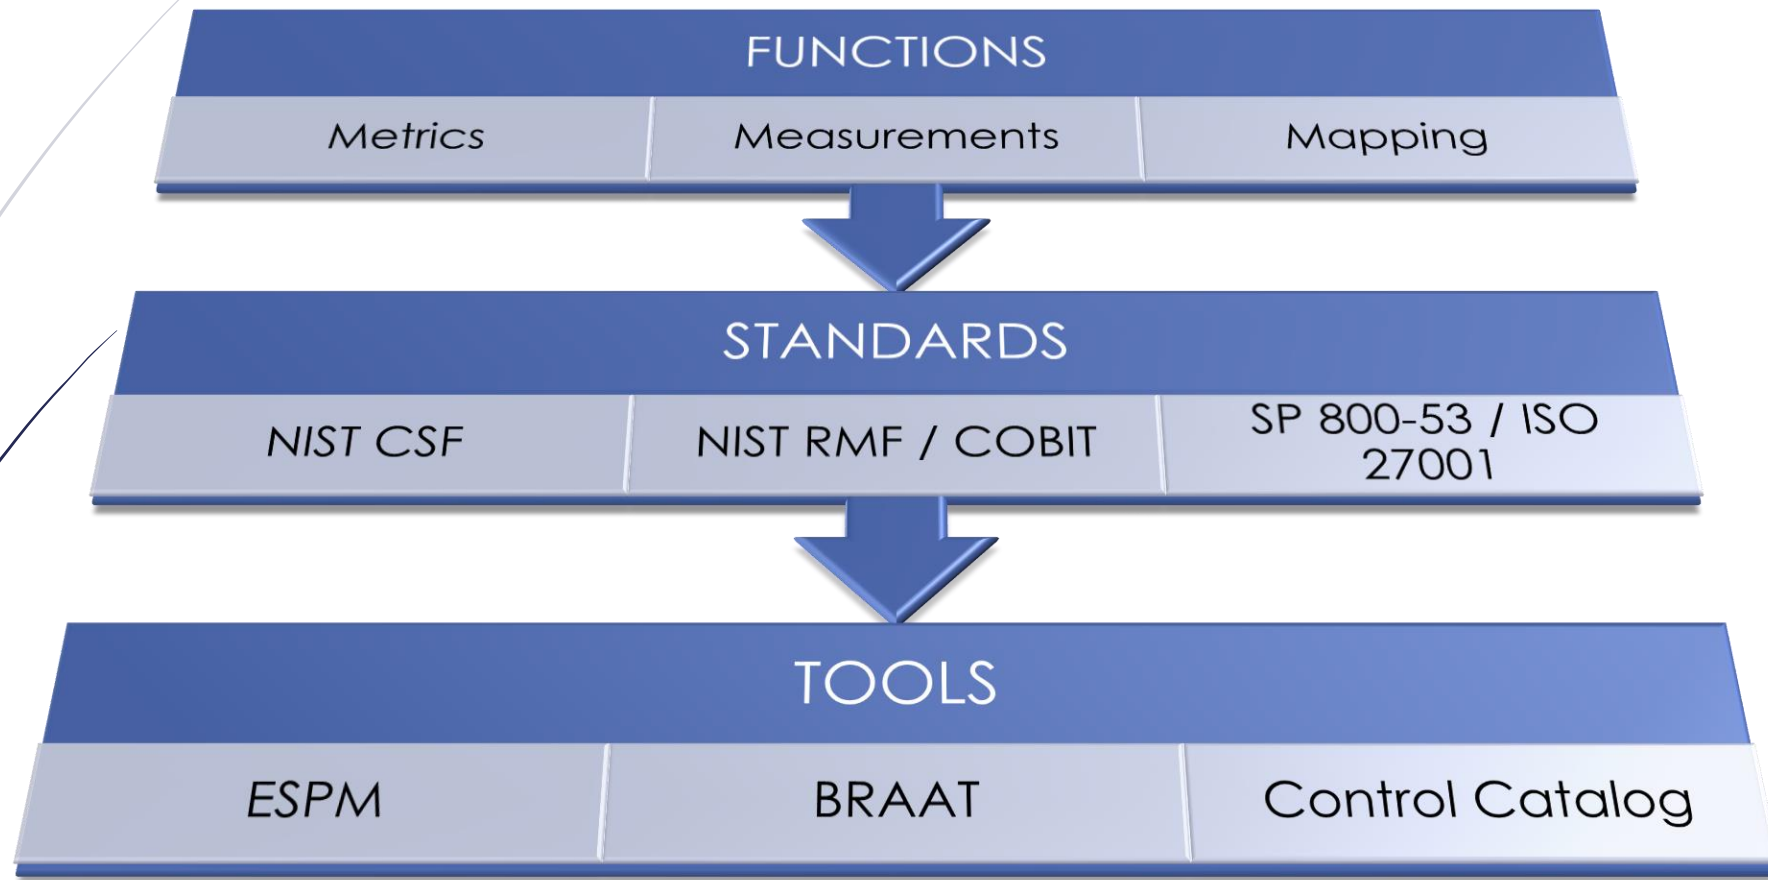 FUNCTIONS
Metrics
Measurements
Mapping
STANDARDS
NIST CSF
NIST RMF / COBIT
SP 800-53 / ISO
27001
TOOLS
ESPM
BRAAT
Control Catalog